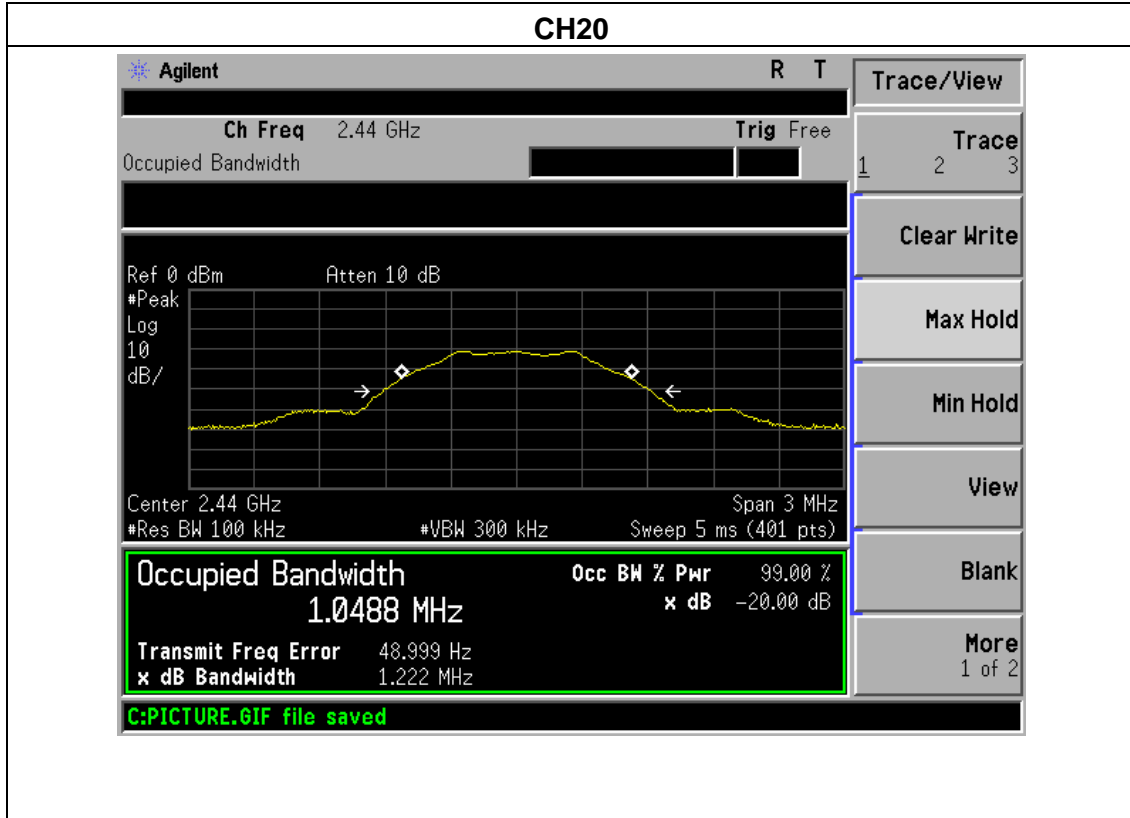 CH20
Agilent R T
Trace/View
Ch Freq 2.44 GHz Trig Free
Occupied Bandwidth
Trace
1 2 3
Clear Write
Ref 0 dBm Atten 10 dB
#Peak
Log
10
dB/
Max Hold
Min Hold
View
Center 2.44 GHz Span 3 MHz
#Res BW 100 kHz #VBW 300 kHz Sweep 5 ms (401 pts)
Occupied Bandwidth Occ BW % Pwr 99.00 %
1.0488 MHz x dB -20.00 dB
Blank
Transmit Freq Error 48.999 Hz
x dB Bandwidth 1.222 MHz
More
1 of 2
C:PICTURE.GIF file saved